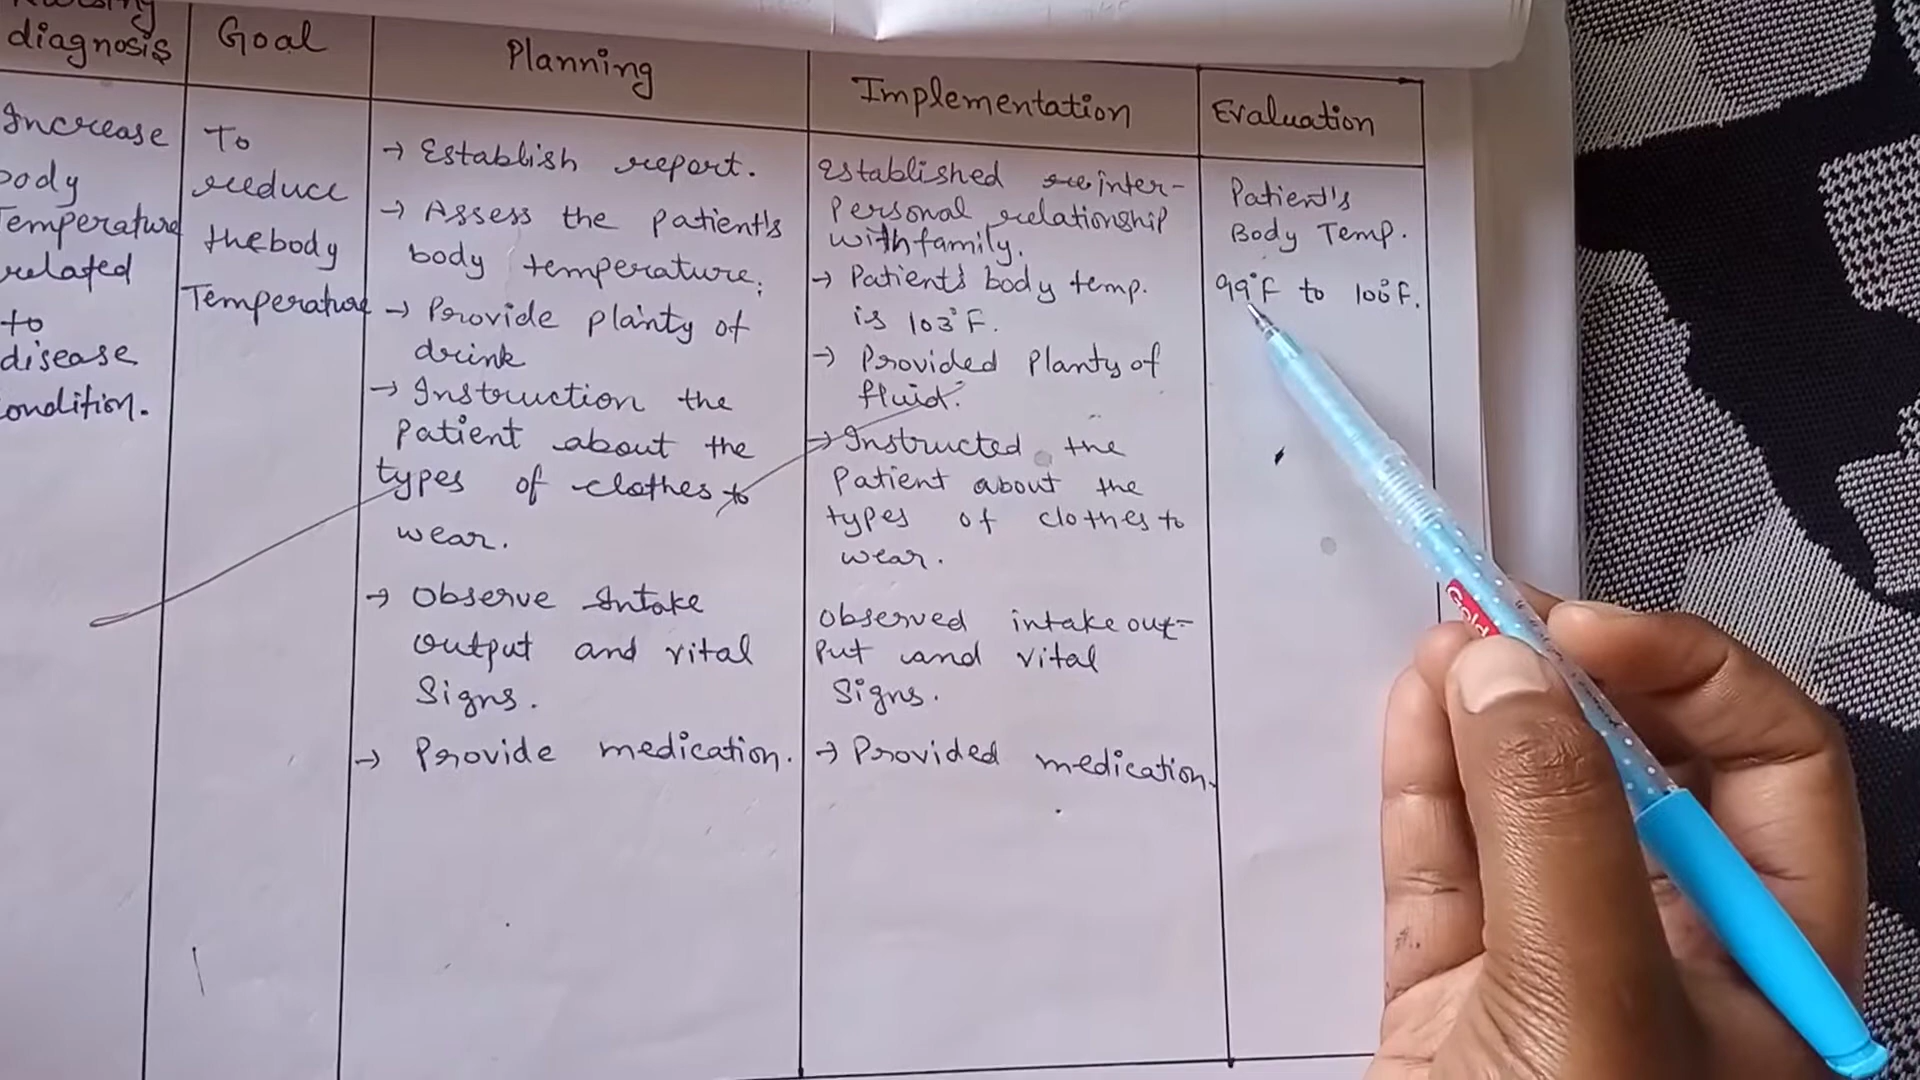 diagnosis
Goal
Planning
Implementation
Evaluation
Increase
body
Temperature
related
to
disease
condition.
To
reduce
the body
Temperature
→ Establish report.
→ Assess the patient's
body temperature;
→ Provide planty of
drink
→ Instruction the
patient about the
types of clothes to
wear.
→ Observe Intake
output and vital
Signs.
→ Provide medication.
Established inter-
personal relationship
with family.
→ Patient's body temp.
is 103°F.
→ Provided planty of
fluid.
→ Instructed the
patient about the
types of clothes to
wear.
Observed intake out-
put and vital
signs.
→ Provided medication.
Patient's
Body Temp.
99°F to 100°F.
Gold